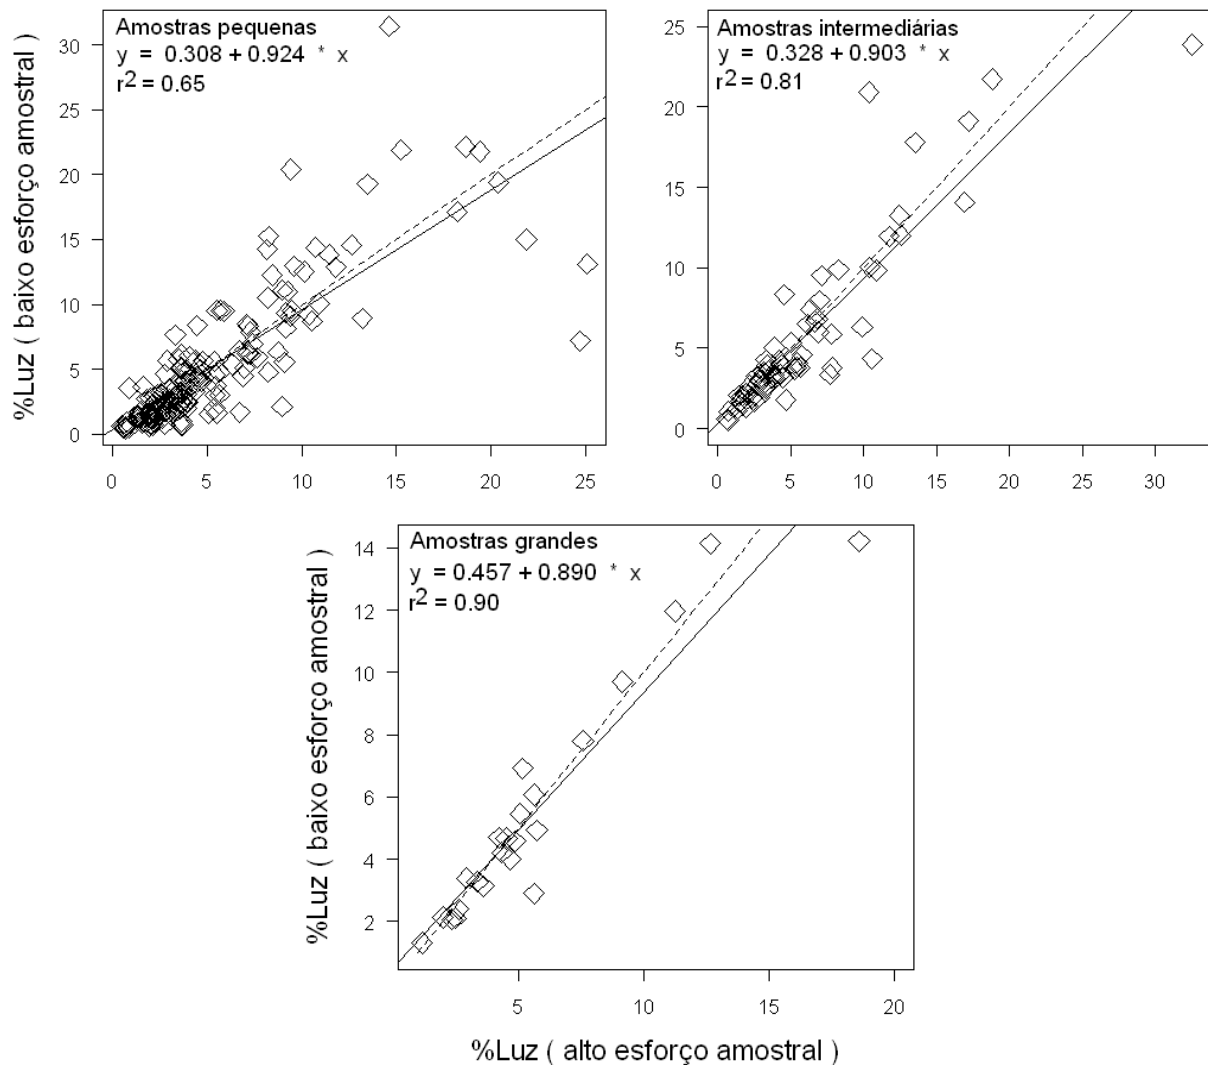 Amostras pequenas
y = 0.308 + 0.924 * x
r2 = 0.65
%Luz ( baixo esforço amostral )
30
25
20
15
10
5
0
0 5 10 15 20 25
Amostras intermediárias
y = 0.328 + 0.903 * x
r2 = 0.81
25
20
15
10
5
0
0 5 10 15 20 25 30
Amostras grandes
y = 0.457 + 0.890 * x
r2 = 0.90
%Luz ( baixo esforço amostral )
14
12
10
8
6
4
2
5 10 15 20
%Luz ( alto esforço amostral )